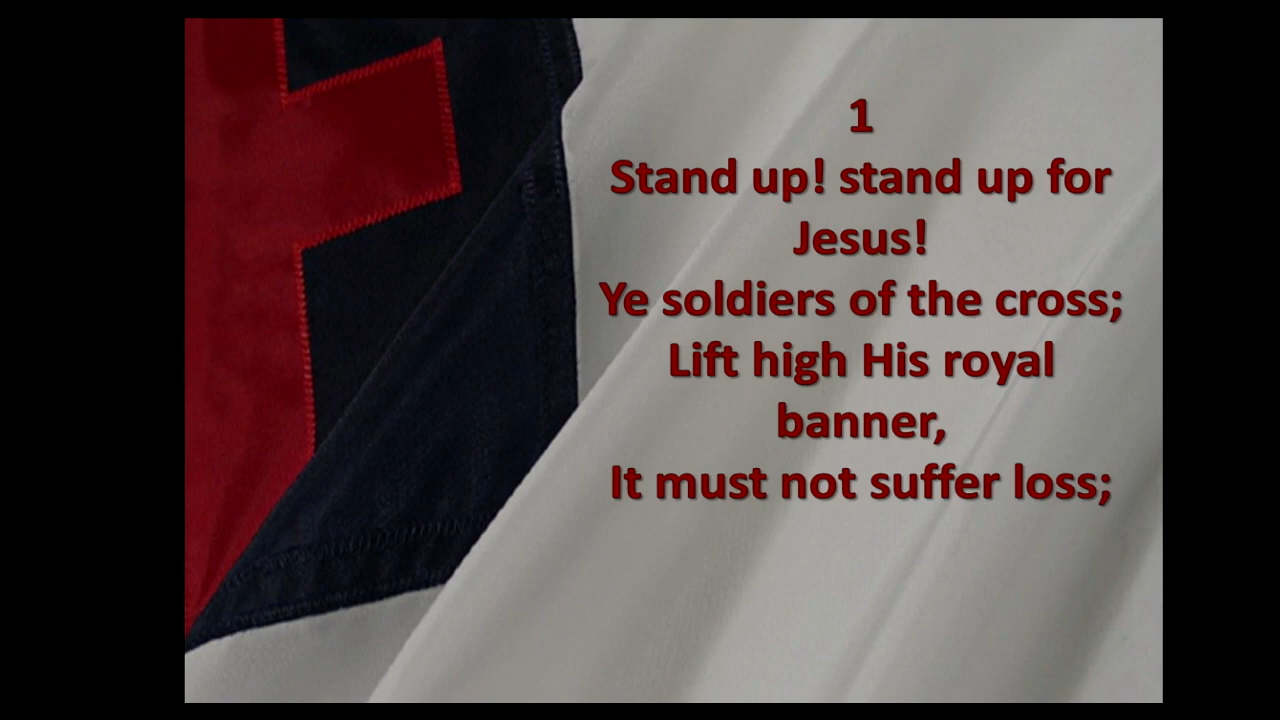 1
Stand up! stand up for
Jesus!
Ye soldiers of the cross;
Lift high His royal
banner,
It must not suffer loss;